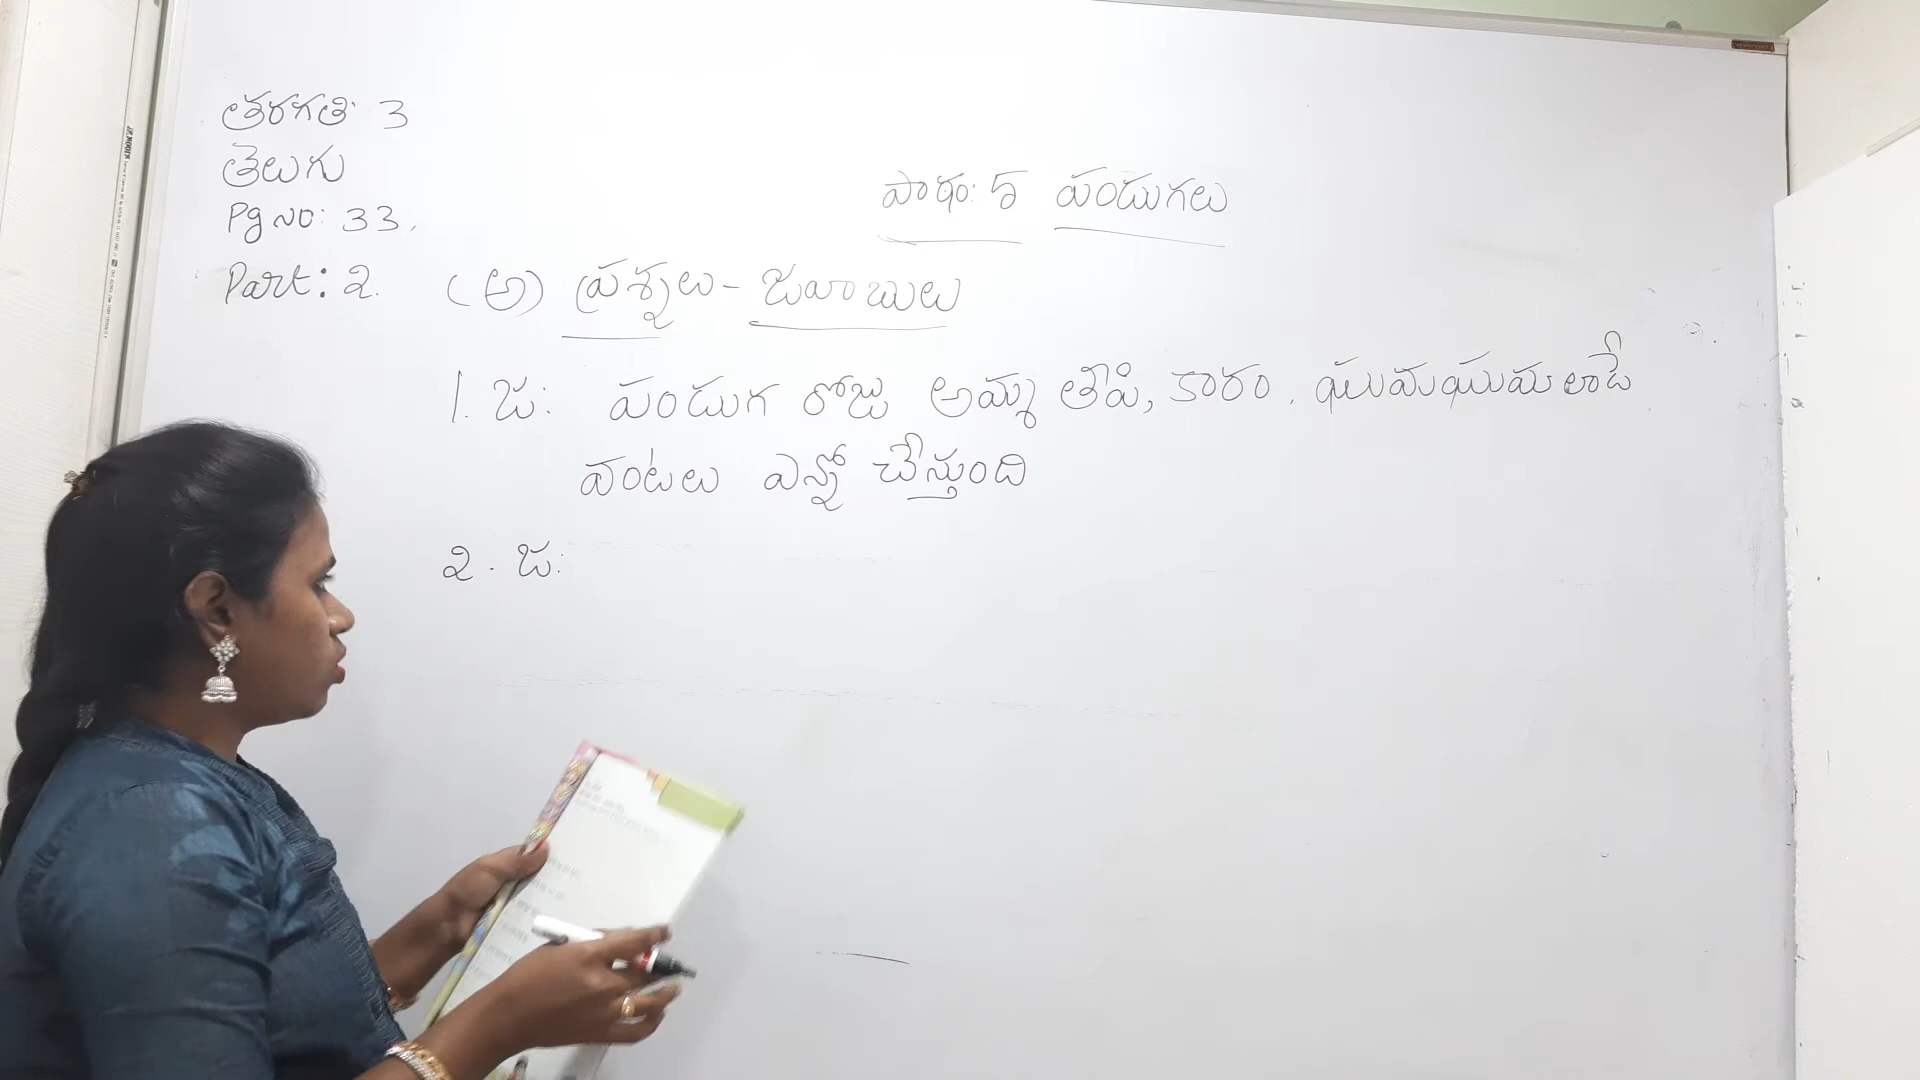 తరగతి: 3
తెలుగు
Pg no: 33.
పాఠం: 5 పండుగలు
Part: 2. (అ) ప్రశ్నలు - జవాబులు
1. జ: పండుగ రోజు అమ్మ తీపి, కారం, ఘుమఘుమలాడే
వంటలు ఎన్నో చేస్తుంది
2. జ: